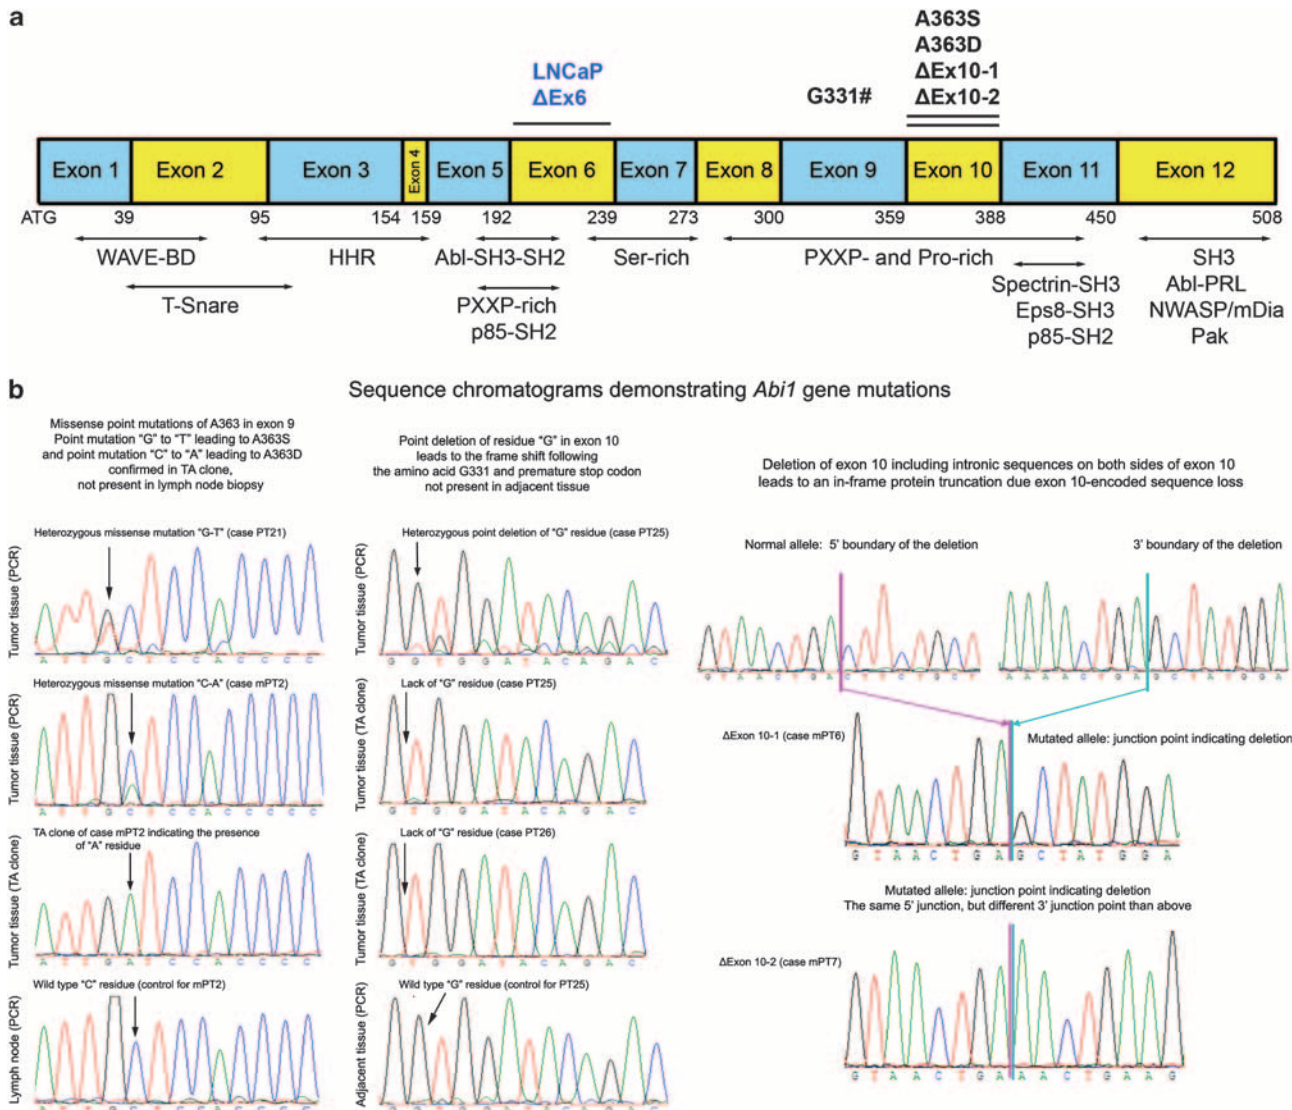 a
A363S
A363D
ΔEx10-1
ΔEx10-2
LNCaP
ΔEx6
G331#
Exon 1 Exon 2 Exon 3 Exon 4 Exon 5 Exon 6 Exon 7 Exon 8 Exon 9 Exon 10 Exon 11 Exon 12
ATG 39 95 154 159 192 239 273 300 359 388 450 508
WAVE-BD HHR Abl-SH3-SH2 Ser-rich PXXP- and Pro-rich SH3
T-Snare PXXP-rich Spectrin-SH3 Abl-PRL
p85-SH2 Eps8-SH3 NWASP/mDia
p85-SH2 Pak
b
Sequence chromatograms demonstrating Abi1 gene mutations
Missense point mutations of A363 in exon 9
Point mutation “G” to “T” leading to A363S
and point mutation “C” to “A” leading to A363D
confirmed in TA clone,
not present in lymph node biopsy
Heterozygous missense mutation “G-T” (case PT21)
Tumor tissue (PCR)
A T T G C T C C A C C C C
Heterozygous missense mutation “C-A” (case mPT2)
Tumor tissue (PCR)
A T T G C T C C A C C C C
TA clone of case mPT2 indicating the presence
of “A” residue
Tumor tissue (TA clone)
A T T G A T C C A C C C C
Wild type “C” residue (control for mPT2)
Lymph node (PCR)
A T T G C T C C A C C C C
Point deletion of residue “G” in exon 10
leads to the frame shift following
the amino acid G331 and premature stop codon
not present in adjacent tissue
Heterozygous point deletion of “G” residue (case PT25)
Tumor tissue (PCR)
G G T G G A T A C A G A C
Lack of “G” residue (case PT25)
Tumor tissue (TA clone)
G T G G A T A C A G A C
Lack of “G” residue (case PT26)
Tumor tissue (TA clone)
G T G G A T A C A G A C
Wild type “G” residue (control for PT25)
Adjacent tissue (PCR)
G G T G G A T A C A G A C
Deletion of exon 10 including intronic sequences on both sides of exon 10
leads to an in-frame protein truncation due exon 10-encoded sequence loss
Normal allele: 5' boundary of the deletion
3' boundary of the deletion
G T A A C T G A C T T C T G C T
A A A A C T G A G C T A T G G A
ΔExon 10-1 (case mPT6)
Mutated allele: junction point indicating deletion
G T A A C T G A G C T A T G G A
Mutated allele: junction point indicating deletion
The same 5' junction, but different 3' junction point than above
ΔExon 10-2 (case mPT7)
G T A A C T G A A A C T G A A G